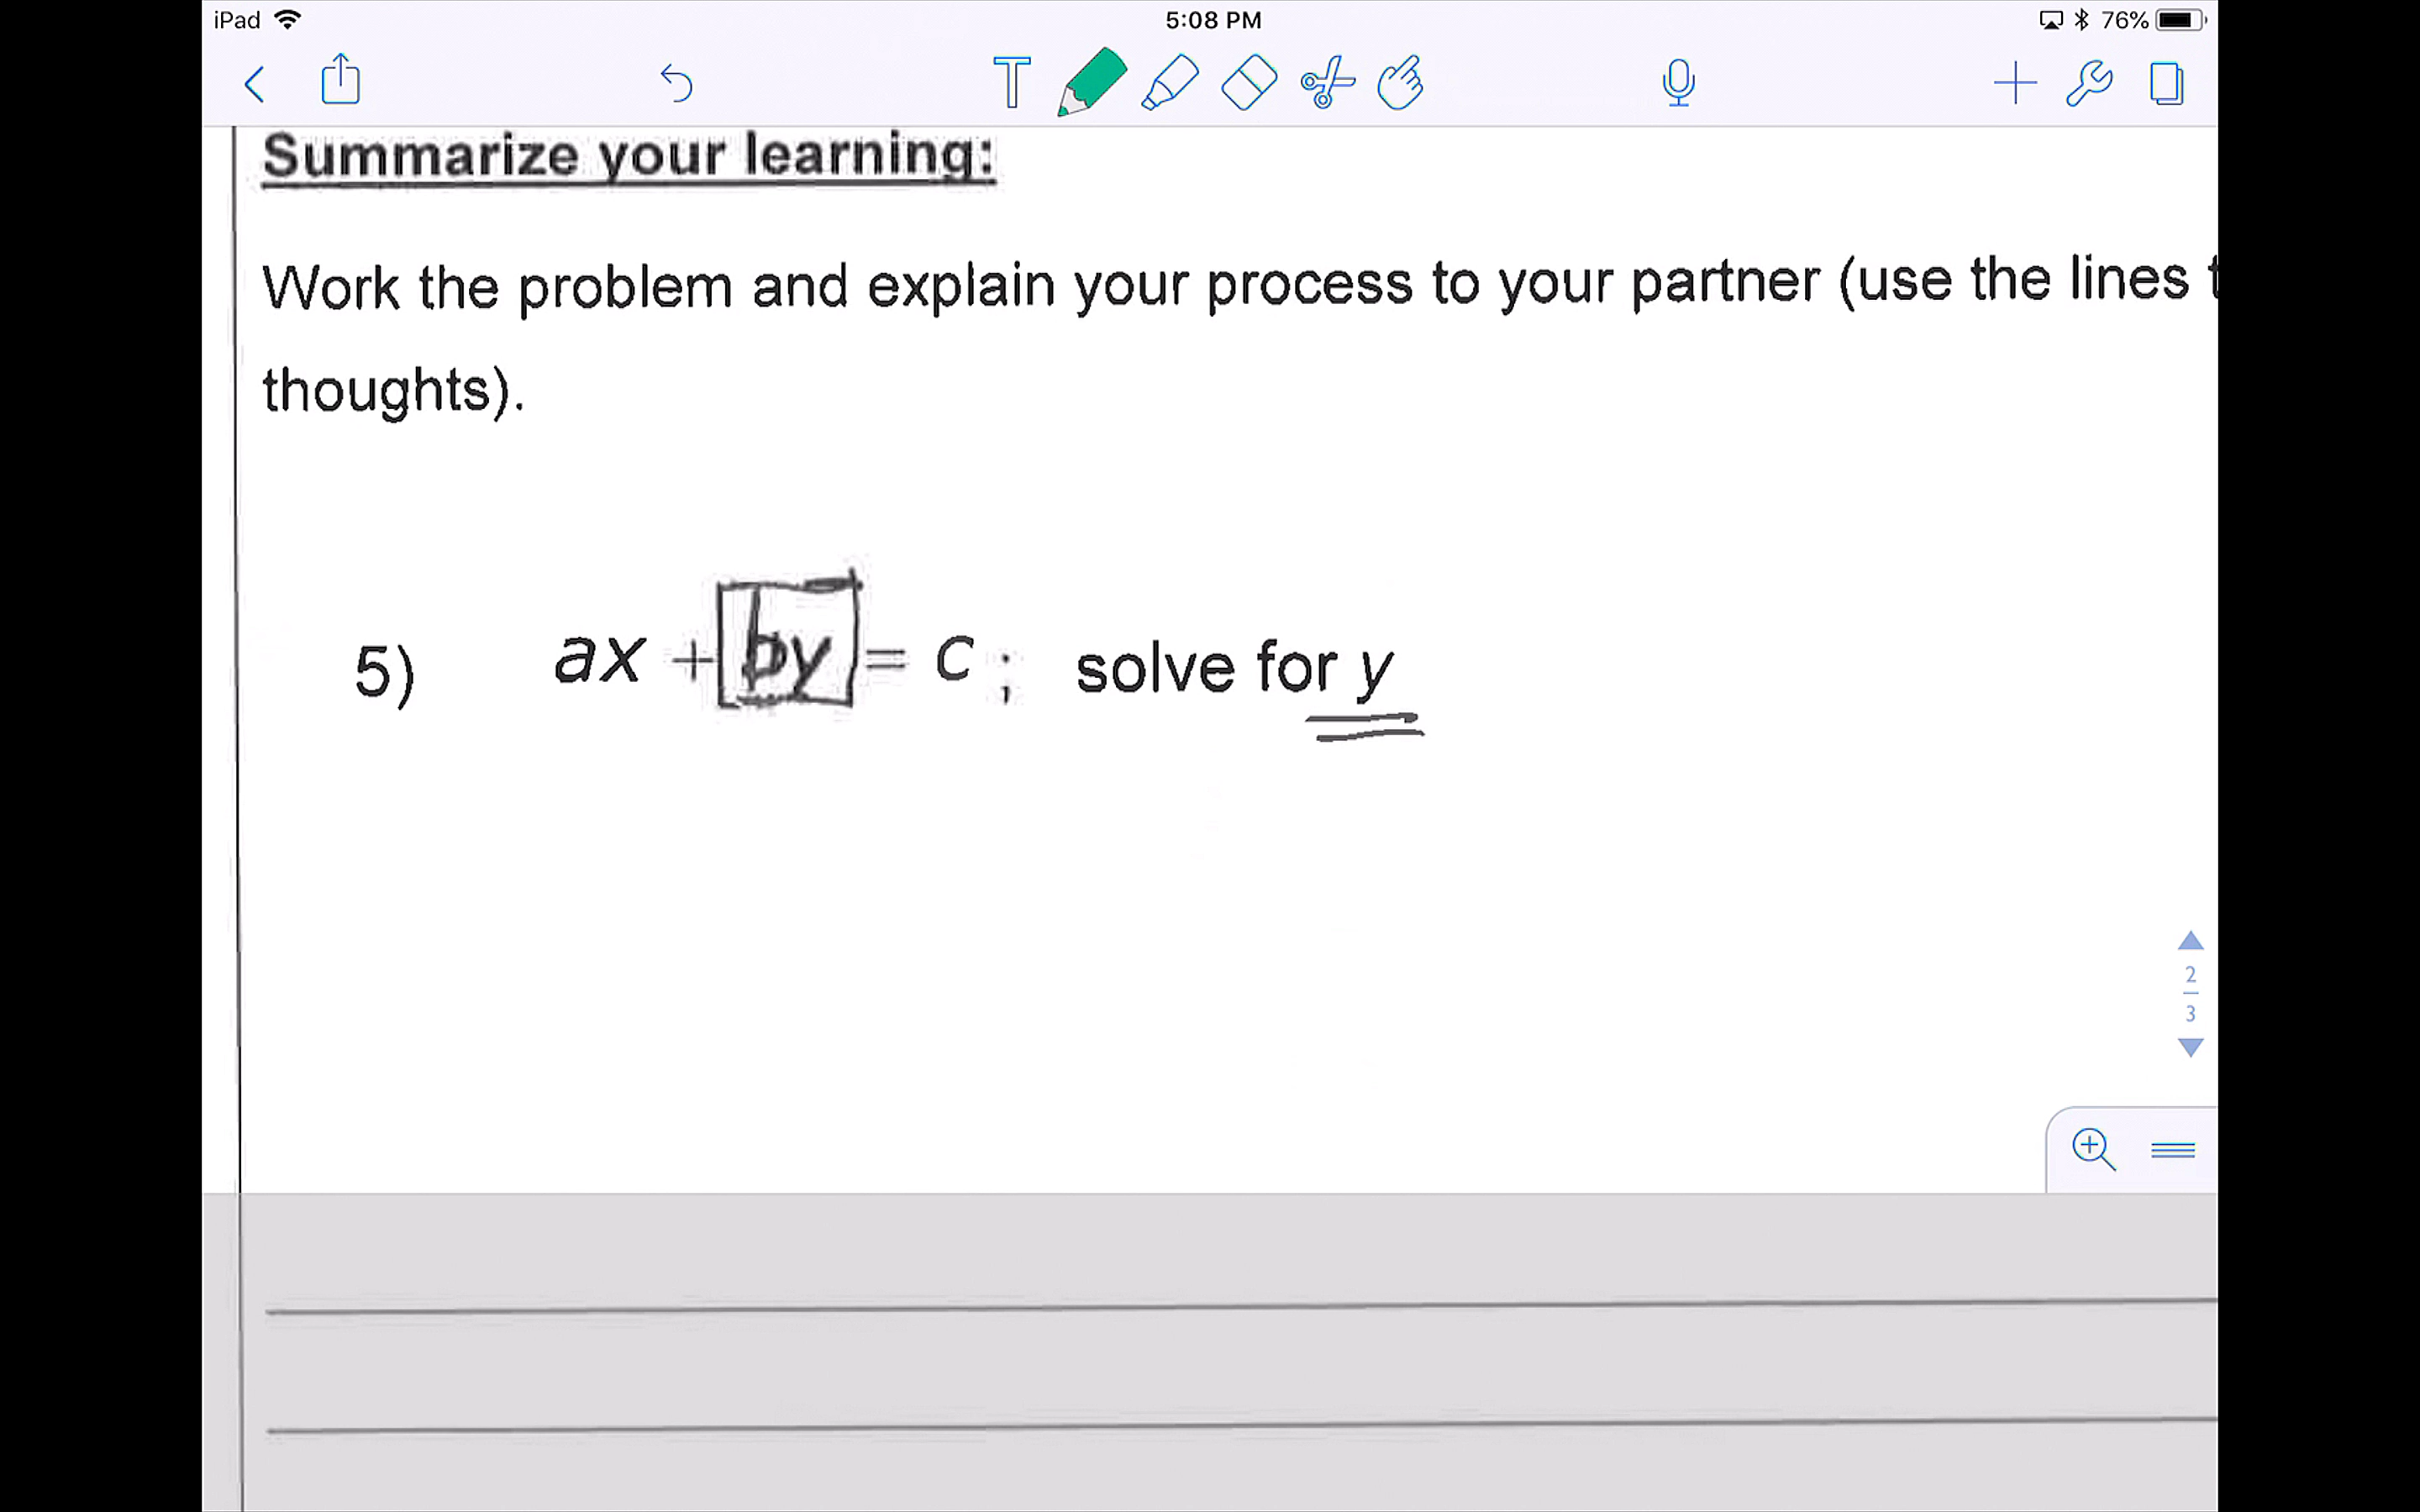 iPad 5:08 PM 76%
T
Summarize your learning:
Work the problem and explain your process to your partner (use the lines t
thoughts).
5) ax + by = c ; solve for y
2
3